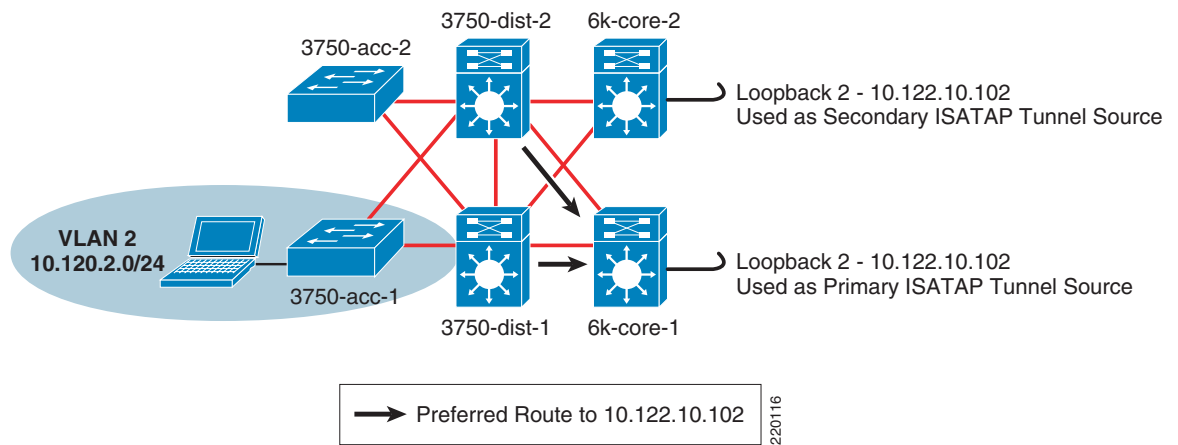 3750-dist-2
6k-core-2
3750-acc-2
Loopback 2 - 10.122.10.102
Used as Secondary ISATAP Tunnel Source
VLAN 2
10.120.2.0/24
3750-acc-1
Loopback 2 - 10.122.10.102
Used as Primary ISATAP Tunnel Source
3750-dist-1
6k-core-1
Preferred Route to 10.122.10.102
220116